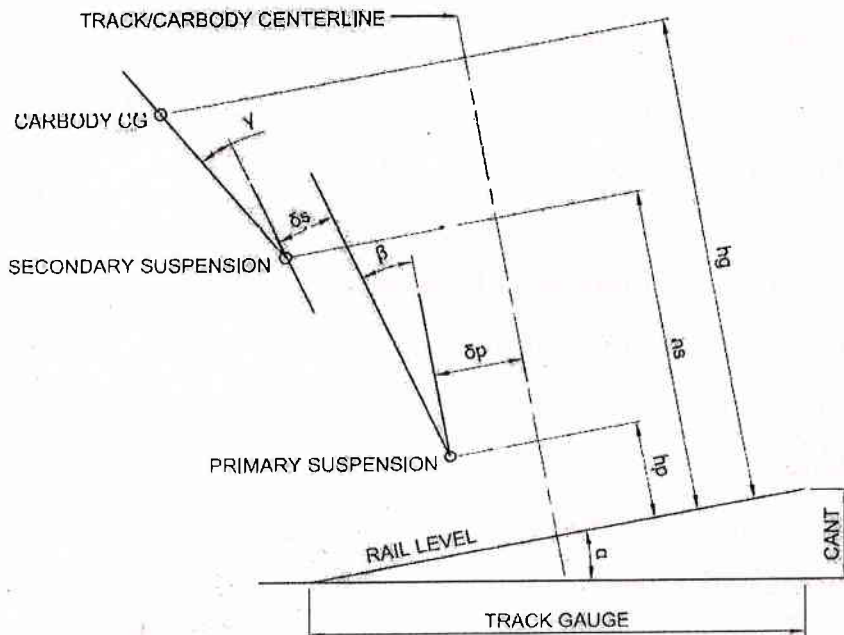 TRACK/CARBODY CENTERLINE
CARBODY CG
γ
δs
SECONDARY SUSPENSION
β
hg
hs
δp
PRIMARY SUSPENSION
hp
RAIL LEVEL
α
CANT
TRACK GAUGE